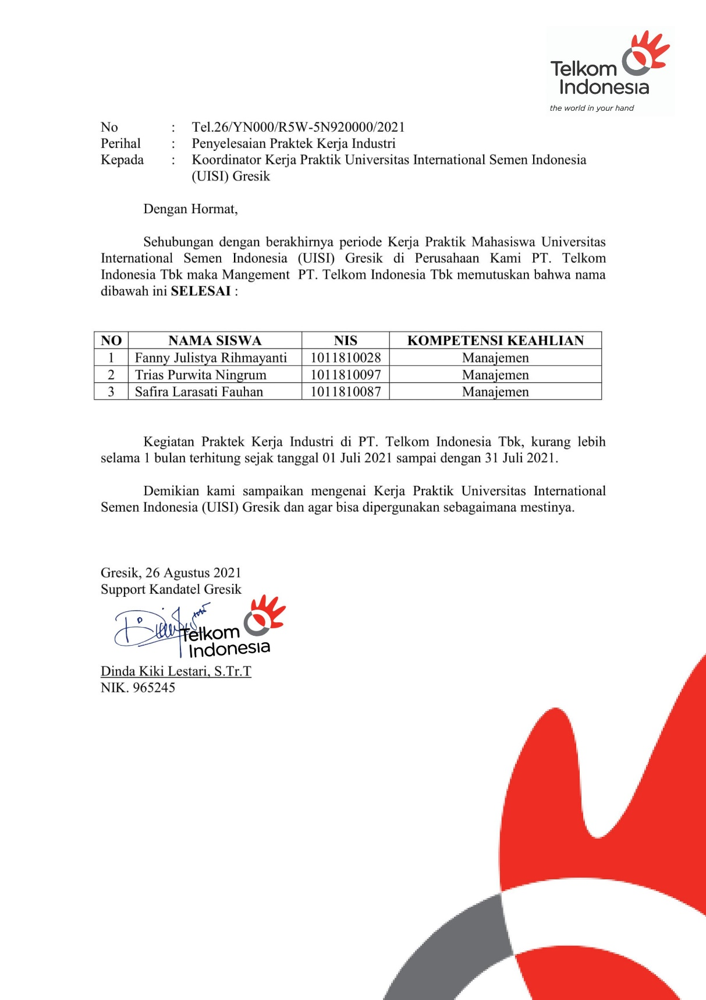 Telkom
Indonesia
the world in your hand
No : Tel.26/YN000/R5W-5N920000/2021
Perihal : Penyelesaian Praktek Kerja Industri
Kepada : Koordinator Kerja Praktik Universitas International Semen Indonesia
(UISI) Gresik
Dengan Hormat,
Sehubungan dengan berakhirnya periode Kerja Praktik Mahasiswa Universitas
International Semen Indonesia (UISI) Gresik di Perusahaan Kami PT. Telkom
Indonesia Tbk maka Mangement PT. Telkom Indonesia Tbk memutuskan bahwa nama
dibawah ini SELESAI :
NO NAMA SISWA NIS KOMPETENSI KEAHLIAN
1 Fanny Julistya Rihmayanti 1011810028 Manajemen
2 Trias Purwita Ningrum 1011810097 Manajemen
3 Safira Larasati Fauhan 1011810087 Manajemen
Kegiatan Praktek Kerja Industri di PT. Telkom Indonesia Tbk, kurang lebih
selama 1 bulan terhitung sejak tanggal 01 Juli 2021 sampai dengan 31 Juli 2021.
Demikian kami sampaikan mengenai Kerja Praktik Universitas International
Semen Indonesia (UISI) Gresik dan agar bisa dipergunakan sebagaimana mestinya.
Gresik, 26 Agustus 2021
Support Kandatel Gresik
Telkom
Indonesia
Dinda Kiki Lestari, S.Tr.T
NIK. 965245